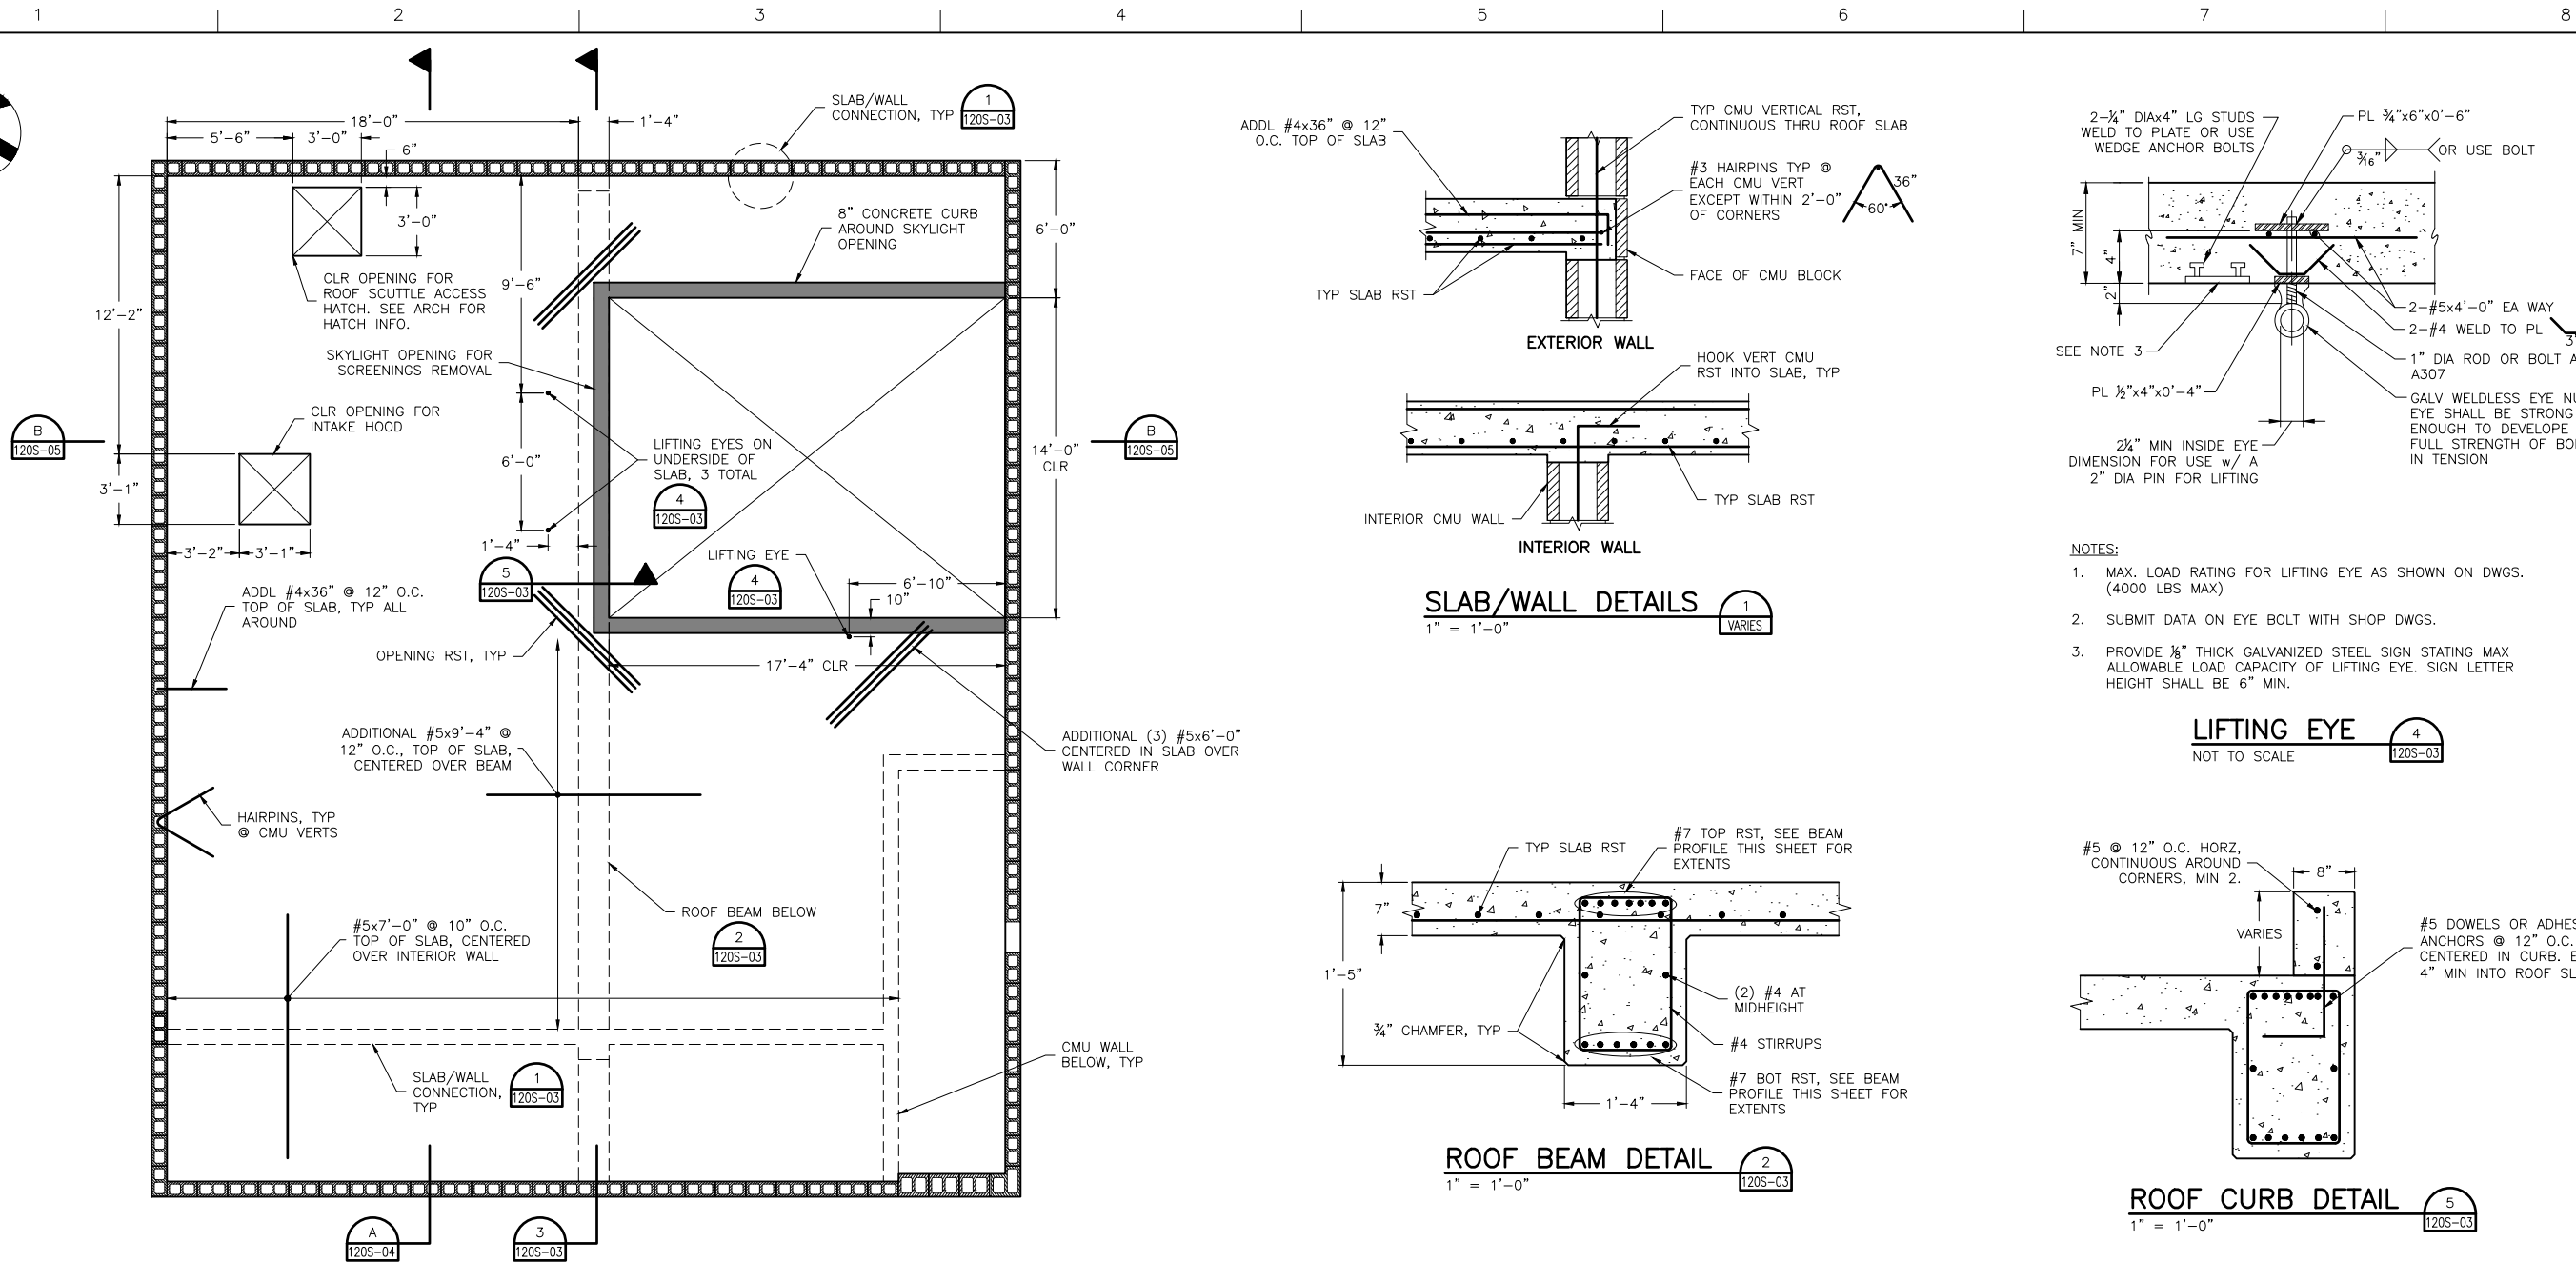 1
2
3
4
5
6
7
8
18'-0"
1'-4"
5'-6"
3'-0"
6"
3'-0"
SLAB/WALL
CONNECTION, TYP
1
120S-03
8" CONCRETE CURB
AROUND SKYLIGHT
OPENING
6'-0"
12'-2"
9'-6"
CLR OPENING FOR
ROOF SCUTTLE ACCESS
HATCH. SEE ARCH FOR
HATCH INFO.
SKYLIGHT OPENING FOR
SCREENINGS REMOVAL
CLR OPENING FOR
INTAKE HOOD
B
120S-05
B
120S-05
14'-0"
CLR
6'-0"
LIFTING EYES ON
UNDERSIDE OF
SLAB, 3 TOTAL
4
120S-03
3'-1"
3'-2"
3'-1"
1'-4"
LIFTING EYE
4
120S-03
6'-10"
10"
5
120S-03
ADDL #4x36" @ 12" O.C.
TOP OF SLAB, TYP ALL
AROUND
OPENING RST, TYP
17'-4" CLR
ADDITIONAL #5x9'-4" @
12" O.C., TOP OF SLAB,
CENTERED OVER BEAM
ADDITIONAL (3) #5x6'-0"
CENTERED IN SLAB OVER
WALL CORNER
HAIRPINS, TYP
@ CMU VERTS
ROOF BEAM BELOW
2
120S-03
#5x7'-0" @ 10" O.C.
TOP OF SLAB, CENTERED
OVER INTERIOR WALL
SLAB/WALL
CONNECTION,
TYP
1
120S-03
CMU WALL
BELOW, TYP
A
120S-04
3
120S-03
ADDL #4x36" @ 12"
O.C. TOP OF SLAB
TYP CMU VERTICAL RST,
CONTINUOUS THRU ROOF SLAB
#3 HAIRPINS TYP @
EACH CMU VERT
EXCEPT WITHIN 2'-0"
OF CORNERS
36"
60°
FACE OF CMU BLOCK
TYP SLAB RST
EXTERIOR WALL
HOOK VERT CMU
RST INTO SLAB, TYP
TYP SLAB RST
INTERIOR CMU WALL
INTERIOR WALL
SLAB/WALL DETAILS
1
VARIES
1" = 1'-0"
TYP SLAB RST
#7 TOP RST, SEE BEAM
PROFILE THIS SHEET FOR
EXTENTS
7"
1'-5"
(2) #4 AT
MIDHEIGHT
¾" CHAMFER, TYP
#4 STIRRUPS
#7 BOT RST, SEE BEAM
PROFILE THIS SHEET FOR
EXTENTS
1'-4"
ROOF BEAM DETAIL
2
120S-03
1" = 1'-0"
2-¼" DIAx4" LG STUDS
WELD TO PLATE OR USE
WEDGE ANCHOR BOLTS
PL ¾"x6"x0'-6"
3/16"
OR USE BOLT
7" MIN
4"
2"
2-#5x4'-0" EA WAY
2-#4 WELD TO PL
SEE NOTE 3
1" DIA ROD OR BOLT
A307
PL ½"x4"x0'-4"
GALV WELDLESS EYE
EYE SHALL BE STRONG
ENOUGH TO DEVELOPE
FULL STRENGTH OF
IN TENSION
2¼" MIN INSIDE EYE
DIMENSION FOR USE w/ A
2" DIA PIN FOR LIFTING
NOTES:
1. MAX. LOAD RATING FOR LIFTING EYE AS SHOWN ON DWGS.
(4000 LBS MAX)
2. SUBMIT DATA ON EYE BOLT WITH SHOP DWGS.
3. PROVIDE ⅛" THICK GALVANIZED STEEL SIGN STATING MAX
ALLOWABLE LOAD CAPACITY OF LIFTING EYE. SIGN LETTER
HEIGHT SHALL BE 6" MIN.
LIFTING EYE
4
120S-03
NOT TO SCALE
#5 @ 12" O.C. HORZ,
CONTINUOUS AROUND
CORNERS, MIN 2.
8"
VARIES
#5 DOWELS OR
ANCHORS @ 12" O.C.
CENTERED IN CURB.
4" MIN INTO ROOF
ROOF CURB DETAIL
5
120S-03
1" = 1'-0"